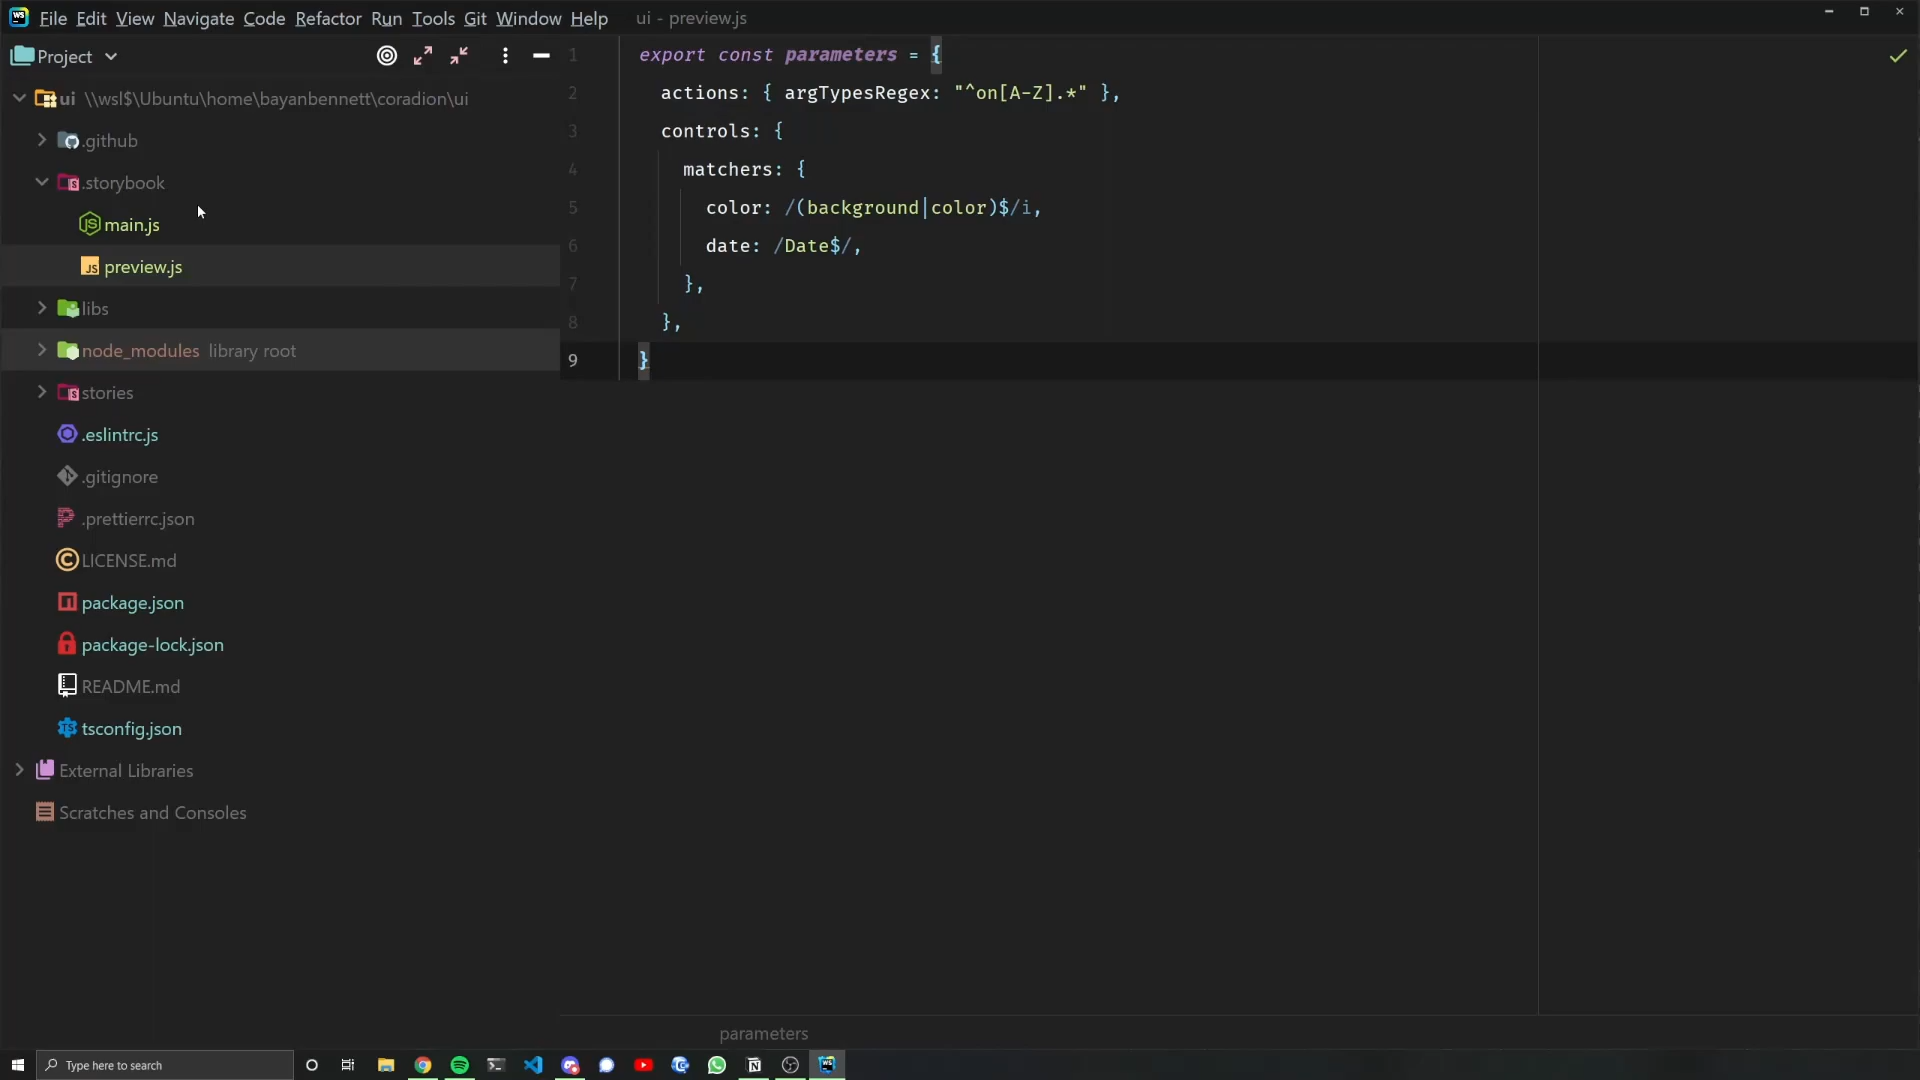 File Edit View Navigate Code Refactor Run Tools Git Window Help ui - preview.js
Project
ui \\wsl$\Ubuntu\home\bayanbennett\coradion\ui
.github
.storybook
main.js
preview.js
libs
node_modules library root
stories
.eslintrc.js
.gitignore
.prettierrc.json
LICENSE.md
package.json
package-lock.json
README.md
tsconfig.json
External Libraries
Scratches and Consoles
1 export const parameters = {
2 actions: { argTypesRegex: "^on[A-Z].*" },
3 controls: {
4 matchers: {
5 color: /(background|color)$/i,
6 date: /Date$/,
7 },
8 },
9 }
parameters
Type here to search